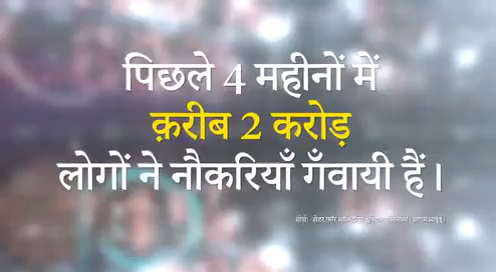 पिछले 4 महीनों में
क़रीब 2 करोड़
लोगों ने नौकरियाँ गँवायी हैं।